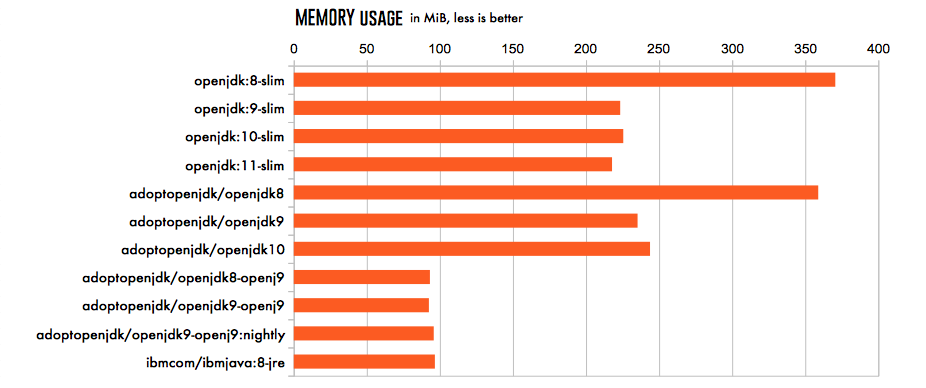 MEMORY USAGE in MiB, less is better
0 50 100 150 200 250 300 350 400
openjdk:8-slim
openjdk:9-slim
openjdk:10-slim
openjdk:11-slim
adoptopenjdk/openjdk8
adoptopenjdk/openjdk9
adoptopenjdk/openjdk10
adoptopenjdk/openjdk8-openj9
adoptopenjdk/openjdk9-openj9
adoptopenjdk/openjdk9-openj9:nightly
ibmcom/ibmjava:8-jre